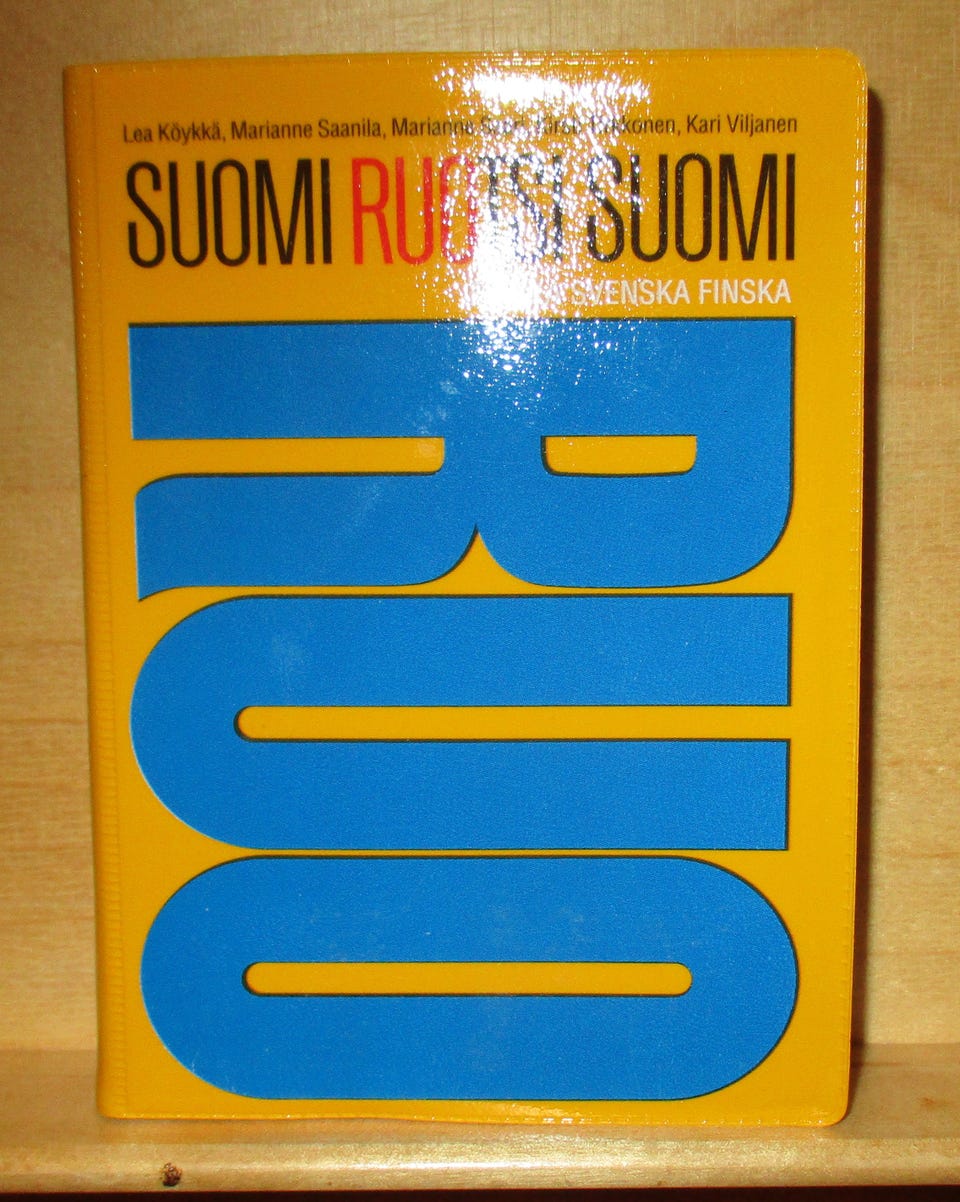 Lea Köykkä, Marianne Saanila, Marianne Kari Viljanen
SUOMI RUOTSI SUOMI
SVENSKA FINSKA
RUO